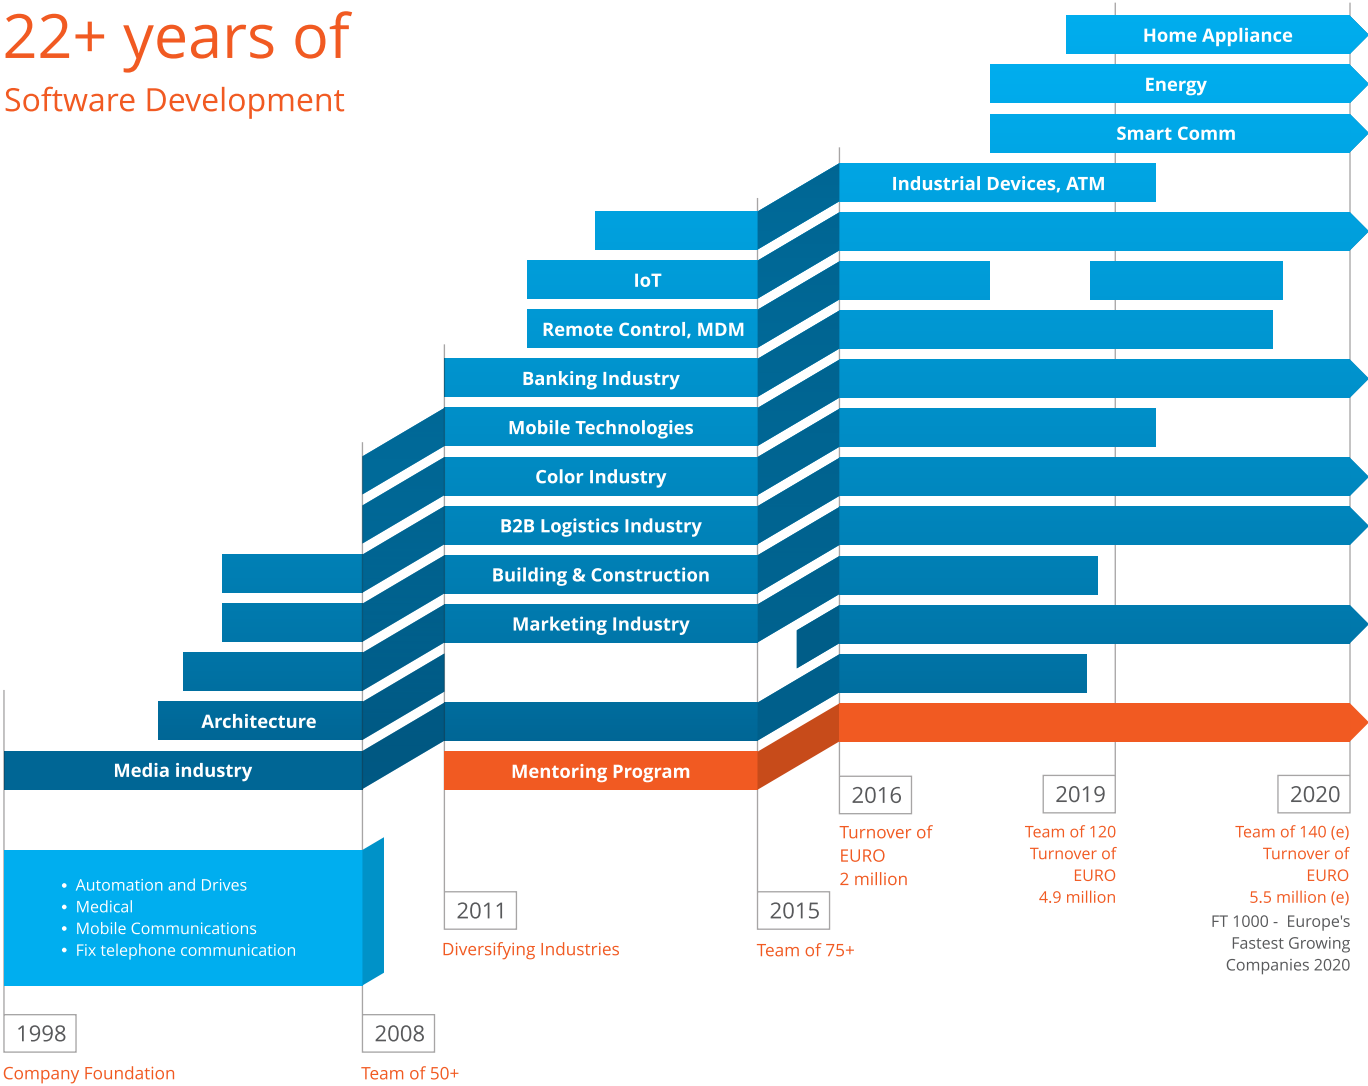 22+ years of
Software Development
Home Appliance
Energy
Smart Comm
Industrial Devices, ATM
IoT
Remote Control, MDM
Banking Industry
Mobile Technologies
Color Industry
B2B Logistics Industry
Building & Construction
Marketing Industry
Architecture
Media industry
Mentoring Program
• Automation and Drives
• Medical
• Mobile Communications
• Fix telephone communication
1998
Company Foundation
2008
Team of 50+
2011
Diversifying Industries
2015
Team of 75+
2016
Turnover of
EURO
2 million
2019
Team of 120
Turnover of
EURO
4.9 million
2020
Team of 140 (e)
Turnover of
EURO
5.5 million (e)
FT 1000 - Europe's
Fastest Growing
Companies 2020